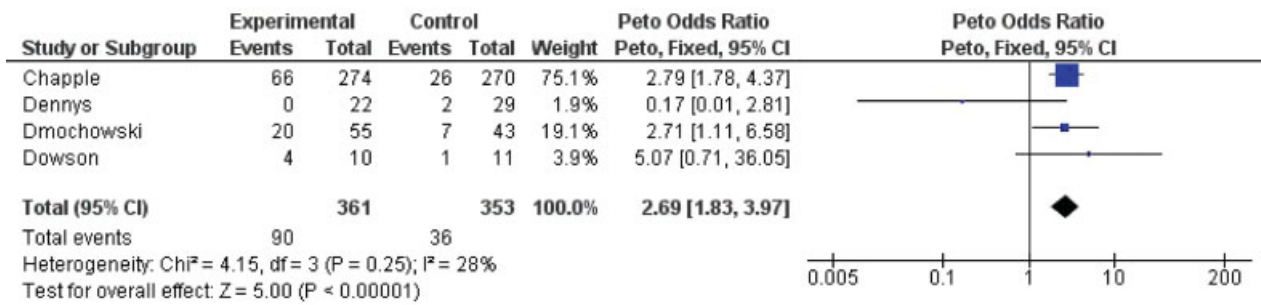 Experimental Control Peto Odds Ratio Peto Odds Ratio
Study or Subgroup Events Total Events Total Weight Peto, Fixed, 95% CI Peto, Fixed, 95% CI
Chapple 66 274 26 270 75.1% 2.79 [1.78, 4.37]
Dennys 0 22 2 29 1.9% 0.17 [0.01, 2.81]
Dmochowski 20 55 7 43 19.1% 2.71 [1.11, 6.58]
Dowson 4 10 1 11 3.9% 5.07 [0.71, 36.05]
Total (95% CI) 361 353 100.0% 2.69 [1.83, 3.97]
Total events 90 36
Heterogeneity: Chi² = 4.15, df = 3 (P = 0.25); I² = 28%
Test for overall effect: Z = 5.00 (P < 0.00001)
0.005 0.1 1 10 200